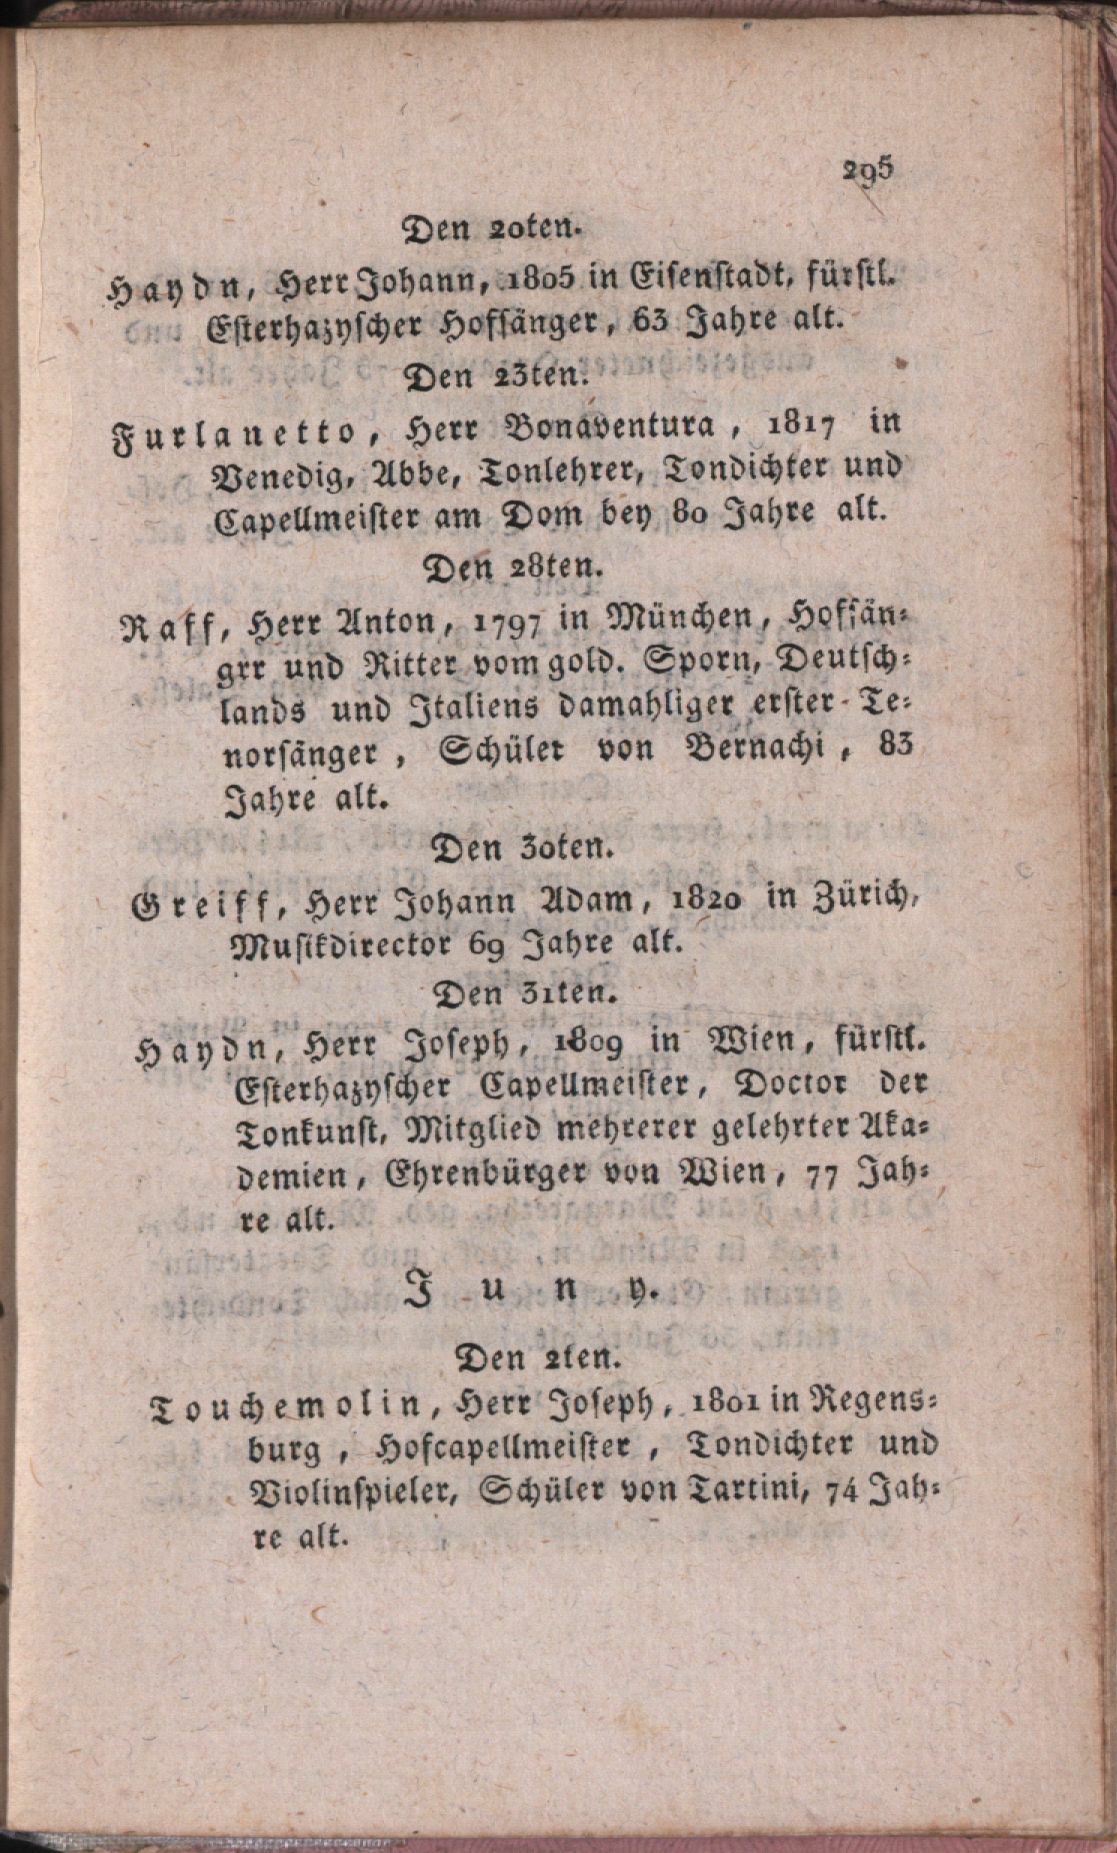 295
Den 20ten.
Haydn, Herr Johann, 1805 in Eisenstadt, fürstl.
Esterhazyscher Hofsänger, 63 Jahre alt.
Den 23ten.
Furlanetto, Herr Bonaventura, 1817 in
Venedig, Abbe, Tonlehrer, Tondichter und
Capellmeister am Dom bey 80 Jahre alt.
Den 28ten.
Raff, Herr Anton, 1797 in München, Hofsän-
grr und Ritter vom gold. Sporn, Deutsch-
lands und Italiens damahliger erster Te-
norsänger, Schüler von Bernachi, 83
Jahre alt.
Den 30ten.
Greiff, Herr Johann Adam, 1820 in Zürich,
Musikdirector 69 Jahre alt.
Den 31ten.
Haydn, Herr Joseph, 1809 in Wien, fürstl.
Esterhazyscher Capellmeister, Doctor der
Tonkunst, Mitglied mehrerer gelehrter Aka-
demien, Ehrenbürger von Wien, 77 Jah-
re alt.
Juny.
Den 2ten.
Touchemolin, Herr Joseph, 1801 in Regens-
burg, Hofcapellmeister, Tondichter und
Violinspieler, Schüler von Tartini, 74 Jah-
re alt.